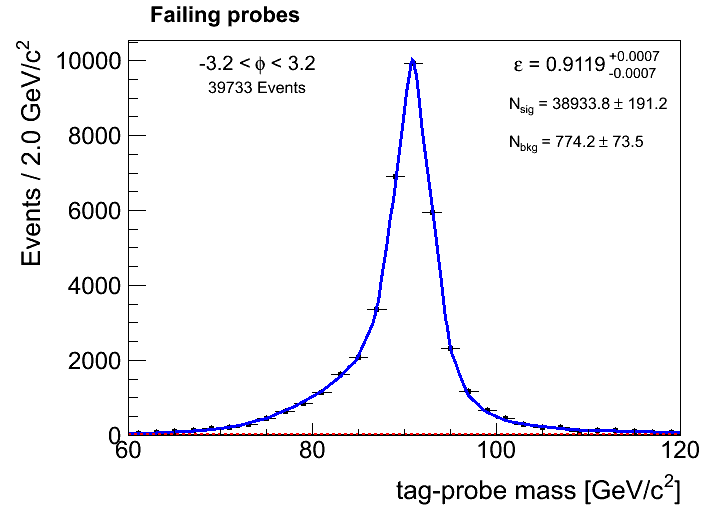 Failing probes
-3.2 < ϕ < 3.2
39733 Events
ε = 0.9119 +0.0007 -0.0007
Nsig = 38933.8 ± 191.2
Nbkg = 774.2 ± 73.5
Events / 2.0 GeV/c²
10000
8000
6000
4000
2000
0
60 80 100 120
tag-probe mass [GeV/c²]